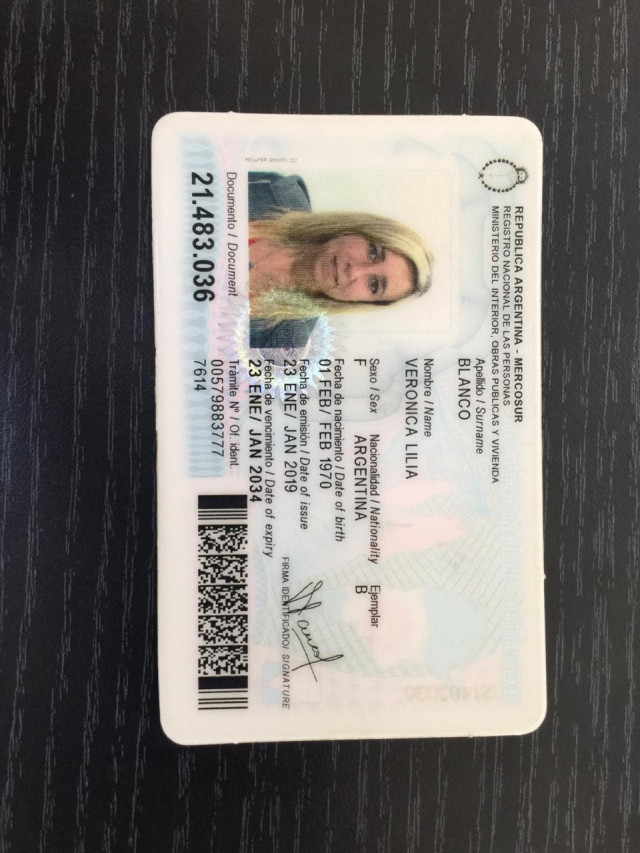 REPUBLICA ARGENTINA - MERCOSUR
REGISTRO NACIONAL DE LAS PERSONAS
MINISTERIO DEL INTERIOR, OBRAS PUBLICAS Y VIVIENDA
Apellido / Surname
BLANCO
Nombre / Name
VERONICA LILIA
Sexo / Sex Nacionalidad / Nationality Ejemplar
F ARGENTINA B
Fecha de nacimiento / Date of birth
01 FEB/ FEB 1970
Fecha de emisión / Date of issue
23 ENE/ JAN 2019
Fecha de vencimiento / Date of expiry
23 ENE/ JAN 2034
FIRMA IDENTIFICADO/ SIGNATURE
Documento / Document
21.483.036
Trámite Nº / Of. ident.
00579883777
7614
21483036